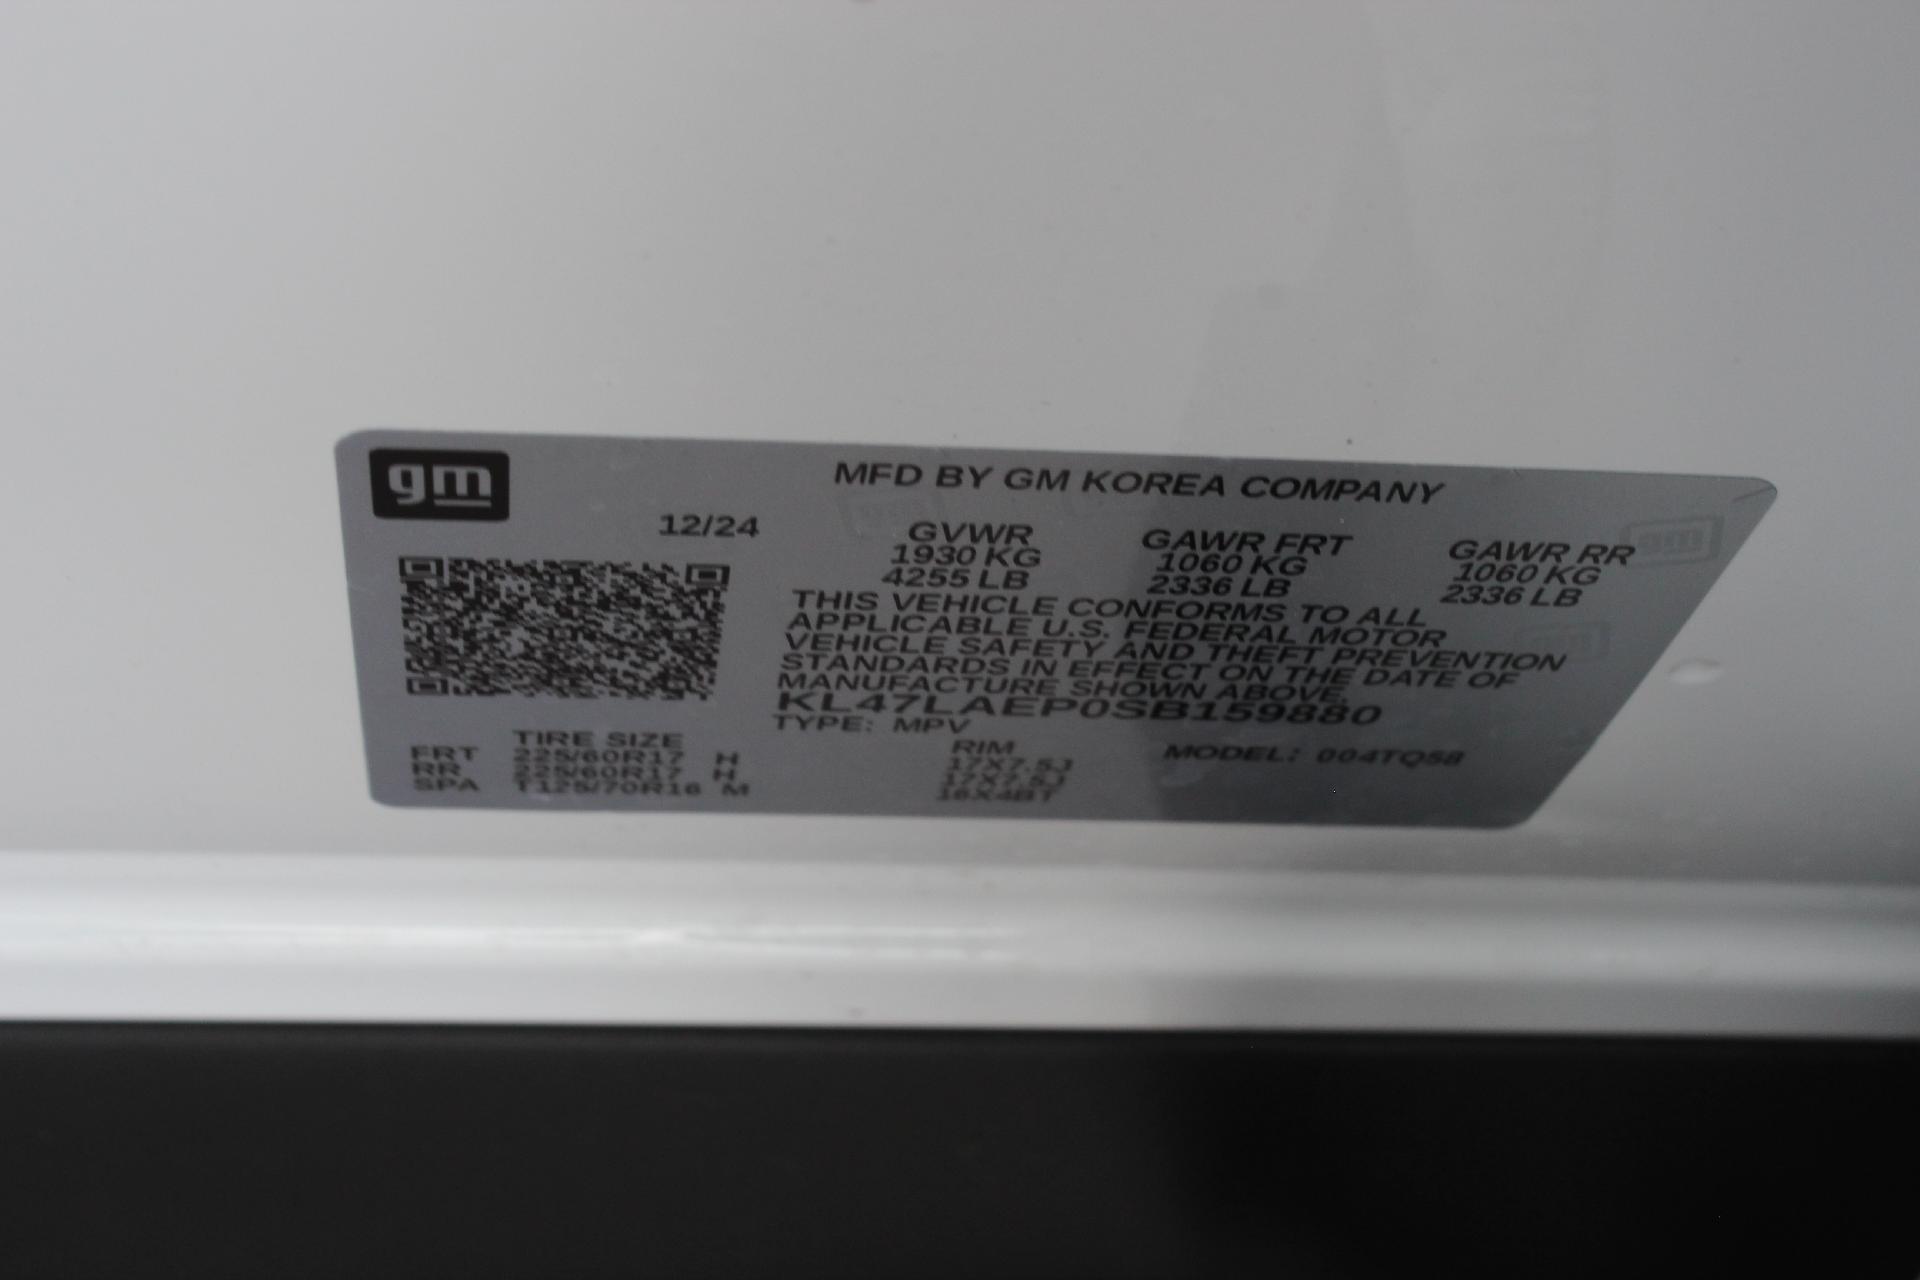 gm
MFD BY GM KOREA COMPANY
12/24
GVWR GAWR FRT GAWR RR
1930 KG 1060 KG 1060 KG
4255 LB 2336 LB 2336 LB
THIS VEHICLE CONFORMS TO ALL
APPLICABLE U.S. FEDERAL MOTOR
VEHICLE SAFETY AND THEFT PREVENTION
STANDARDS IN EFFECT ON THE DATE OF
MANUFACTURE SHOWN ABOVE.
KL47LAEP0SB159880
TYPE: MPV
TIRE SIZE RIM MODEL: 004TQ58
FRT 225/60R17 H 17X7.5J
RR 225/60R17 H 17X7.5J
SPA T125/70R16 M 16X4BT